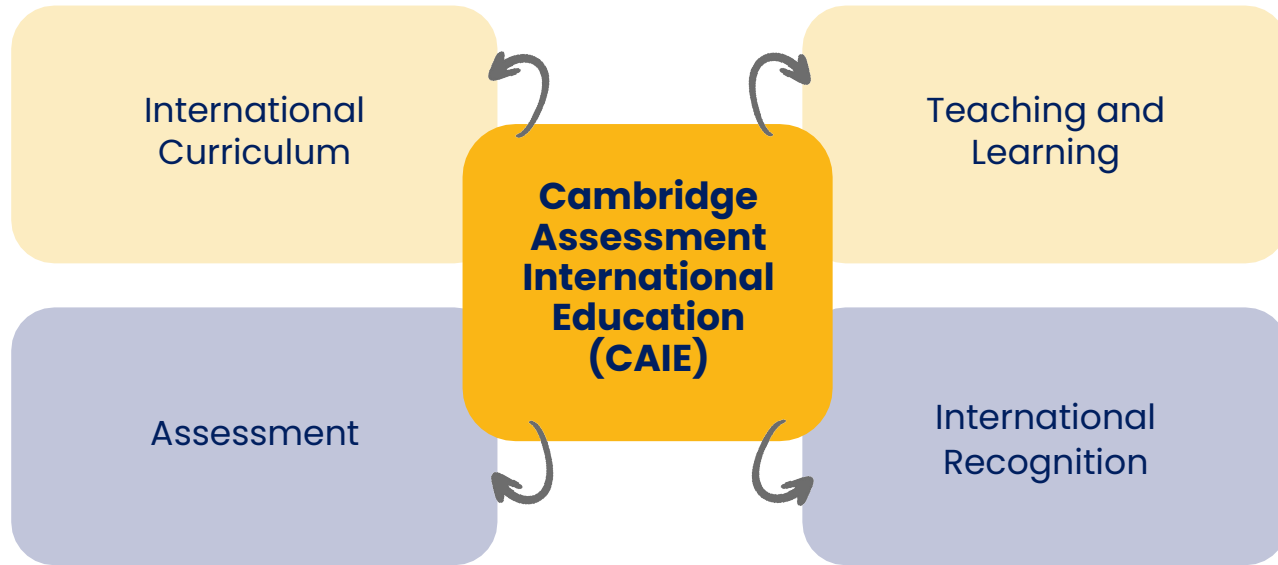 International
Curriculum
Teaching and
Learning
Cambridge
Assessment
International
Education
(CAIE)
Assessment
International
Recognition